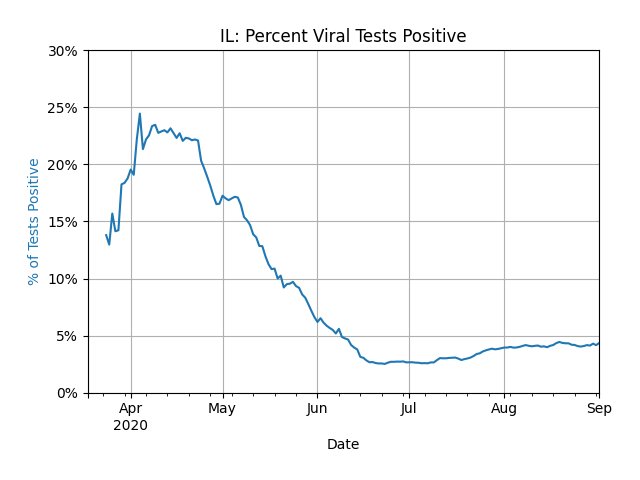 IL: Percent Viral Tests Positive
30%
25%
20%
15%
10%
5%
0%
% of Tests Positive
Apr
2020
May
Jun
Jul
Aug
Sep
Date